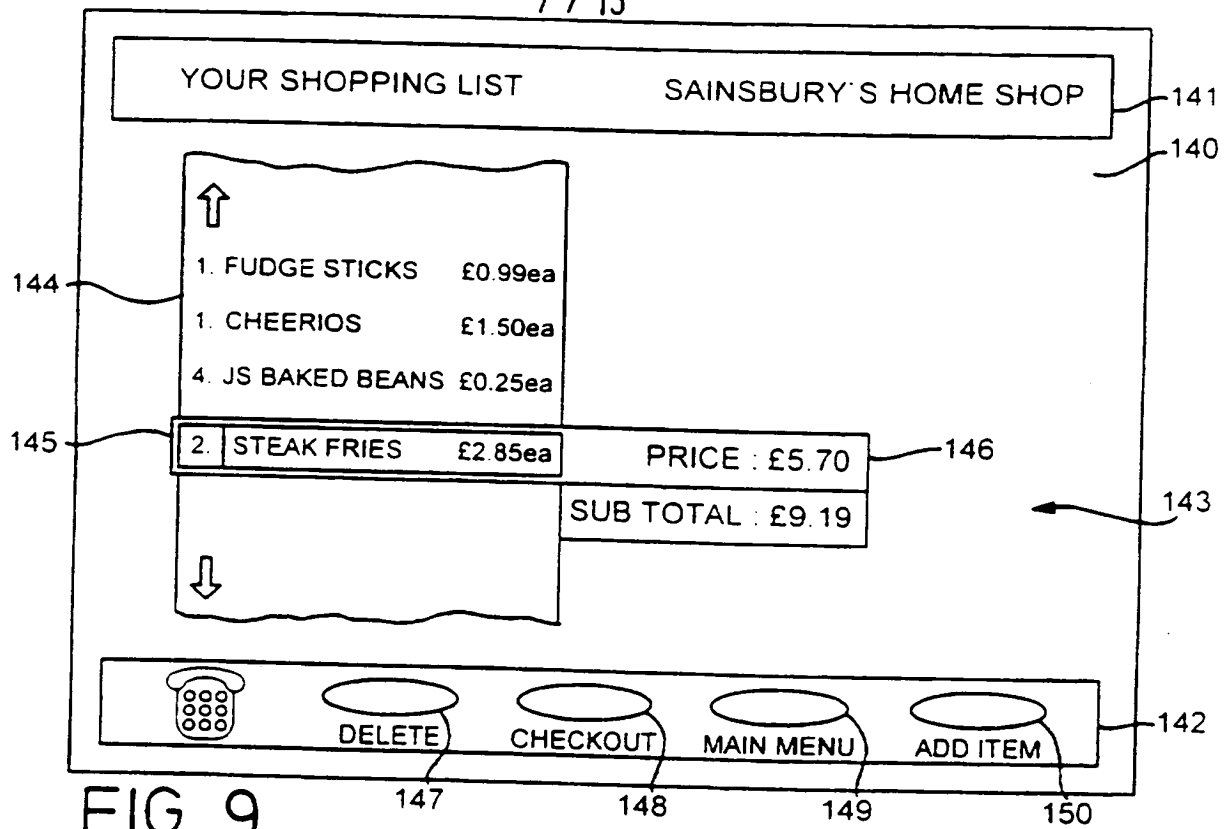 YOUR SHOPPING LIST SAINSBURY'S HOME SHOP
141
140
144
1. FUDGE STICKS £0.99ea
1. CHEERIOS £1.50ea
4. JS BAKED BEANS £0.25ea
145
2. STEAK FRIES £2.85ea PRICE : £5.70
146
SUB TOTAL : £9.19
143
DELETE CHECKOUT MAIN MENU ADD ITEM
142
147 148 149 150
FIG 9